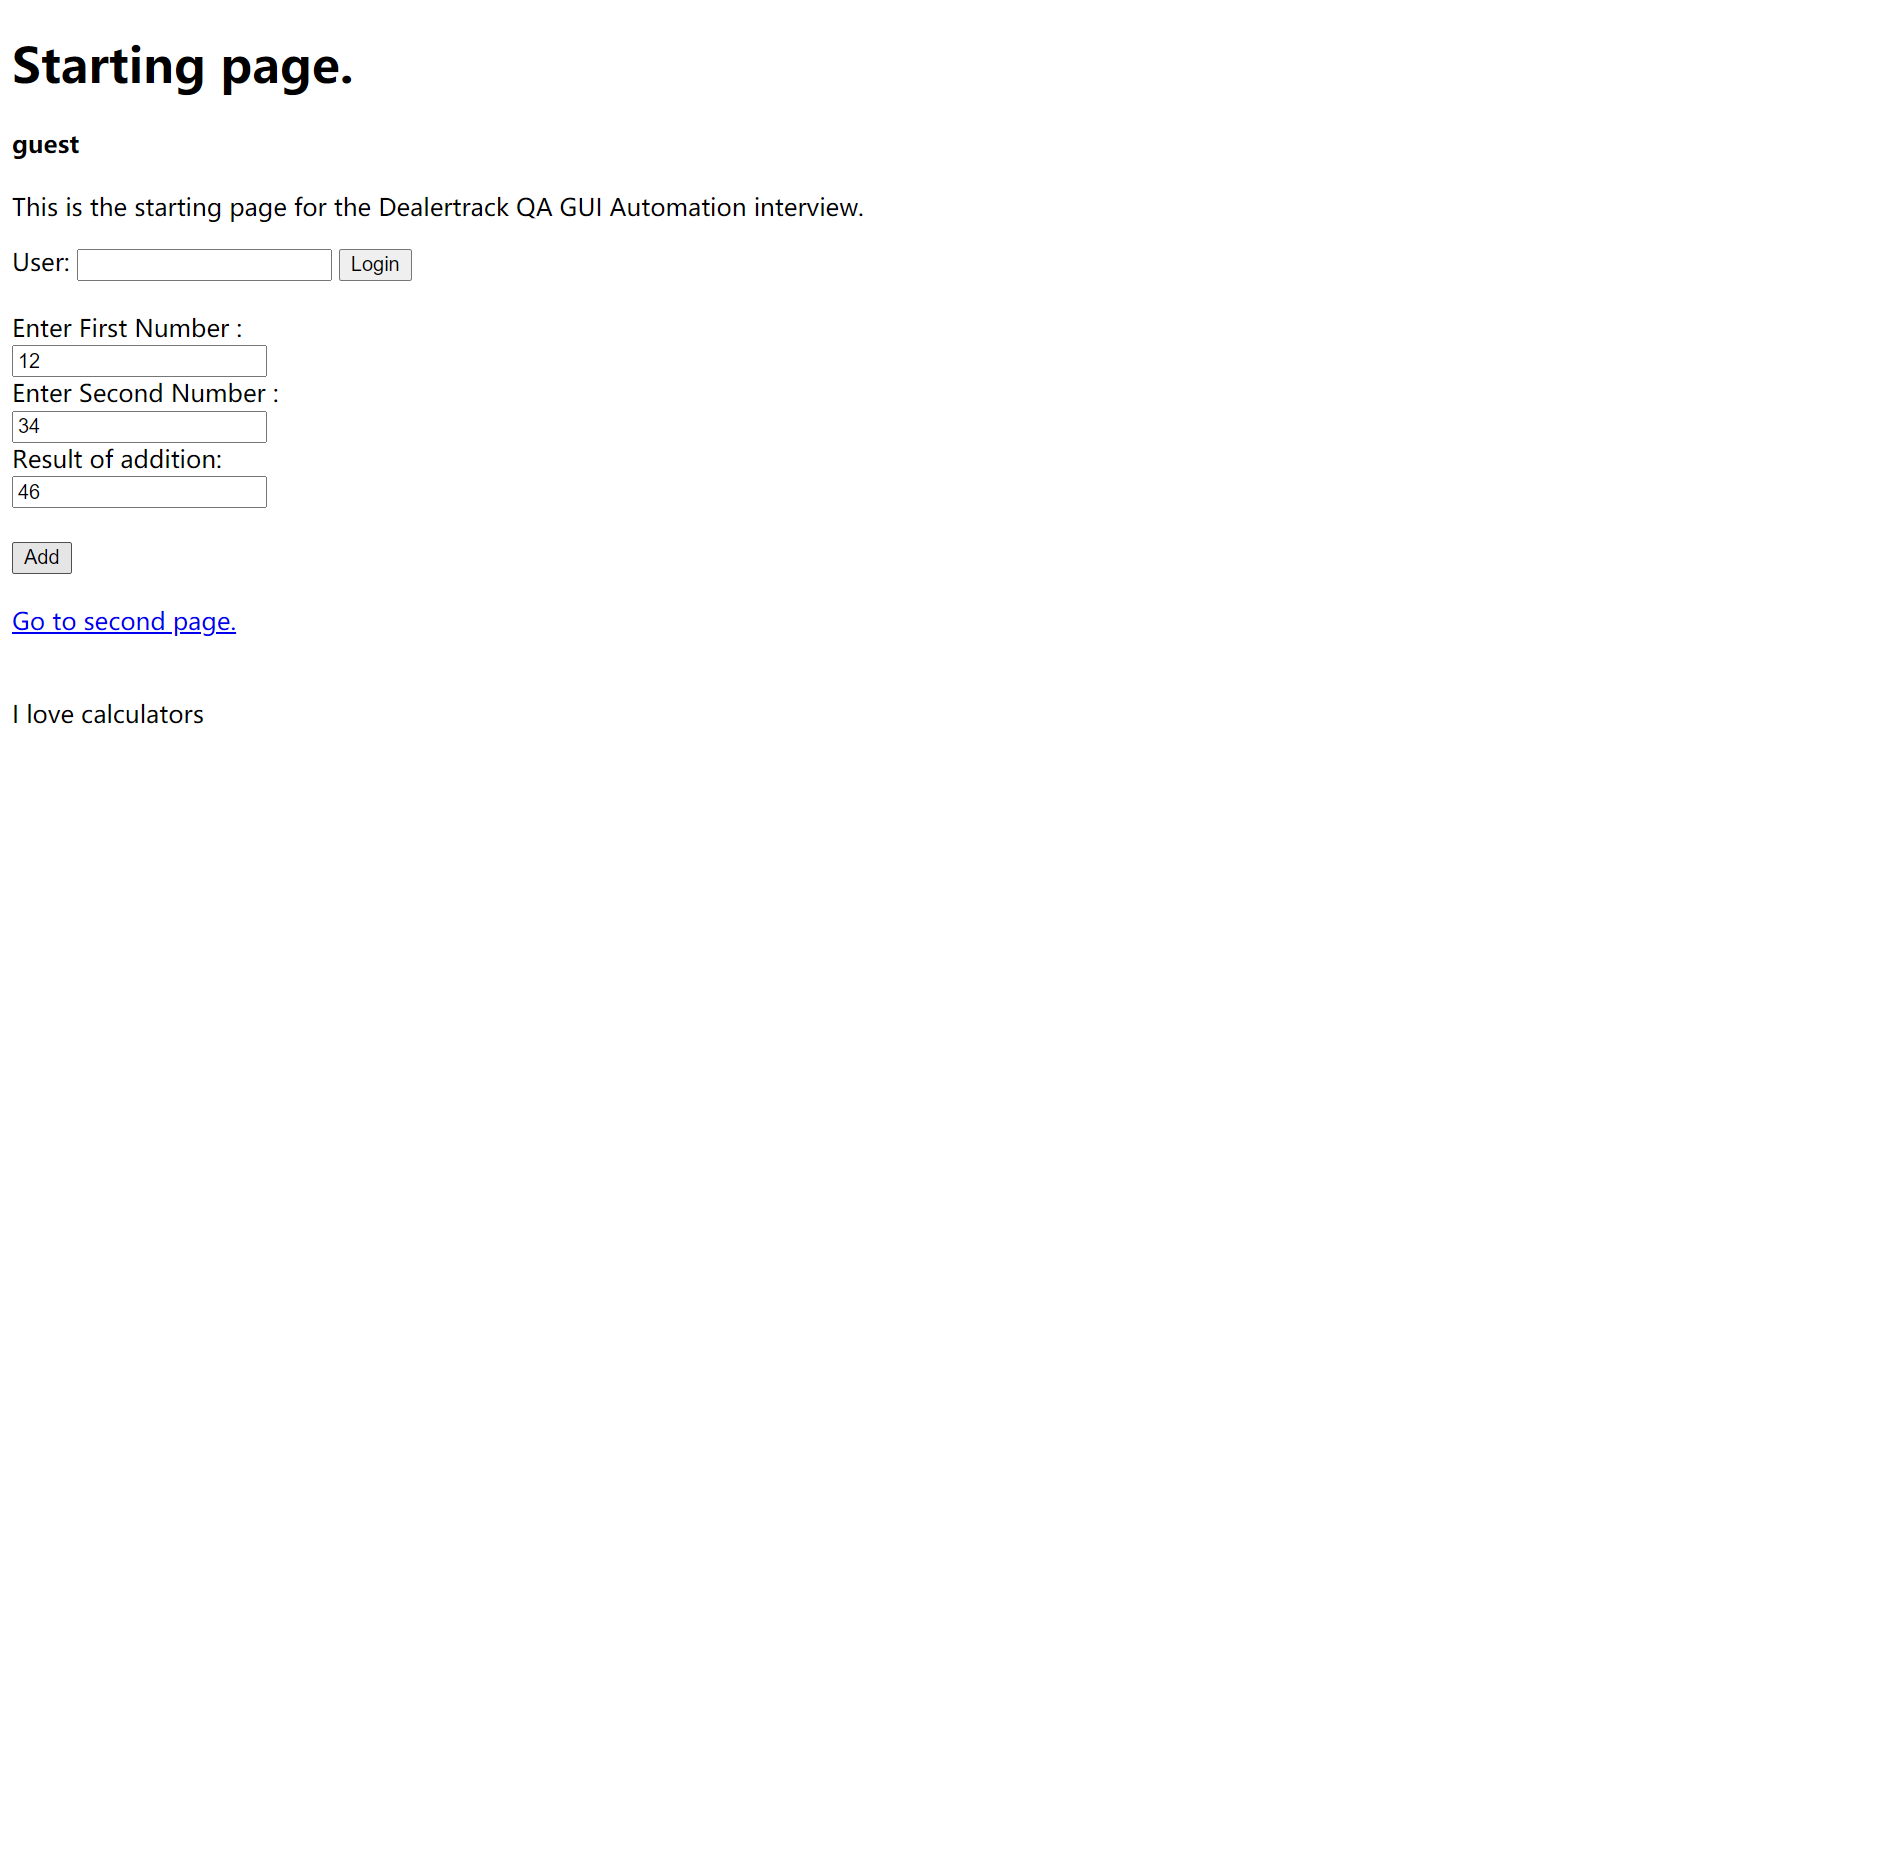 Starting page.
guest
This is the starting page for the Dealertrack QA GUI Automation interview.
User: Login
Enter First Number :
12
Enter Second Number :
34
Result of addition:
46
Add
Go to second page.
I love calculators